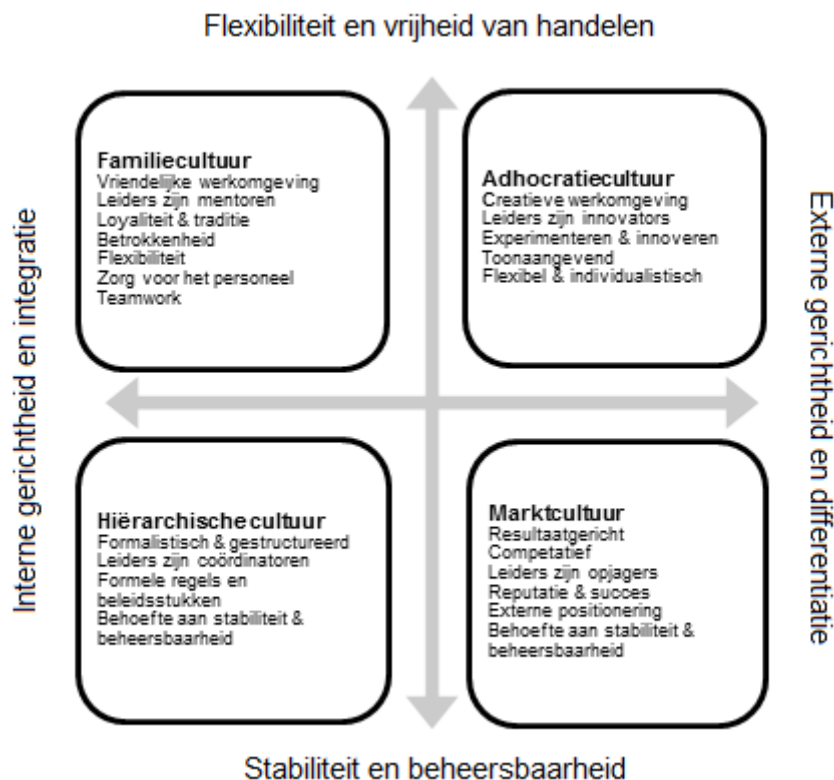 Flexibiliteit en vrijheid van handelen
Interne gerichtheid en integratie
Familiecultuur
Vriendelijke werkomgeving
Leiders zijn mentoren
Loyaliteit & traditie
Betrokkenheid
Flexibiliteit
Zorg voor het personeel
Teamwork
Adhocratiecultuur
Creatieve werkomgeving
Leiders zijn innovators
Experimenteren & innoveren
Toonaangevend
Flexibel & individualistisch
Externe gerichtheid en differentiatie
Hiërarchische cultuur
Formalistisch & gestructureerd
Leiders zijn coördinatoren
Formele regels en
beleidsstukken
Behoefte aan stabiliteit &
beheersbaarheid
Marktcultuur
Resultaatgericht
Competatief
Leiders zijn opjagers
Reputatie & succes
Externe positionering
Behoefte aan stabiliteit &
beheersbaarheid
Stabiliteit en beheersbaarheid